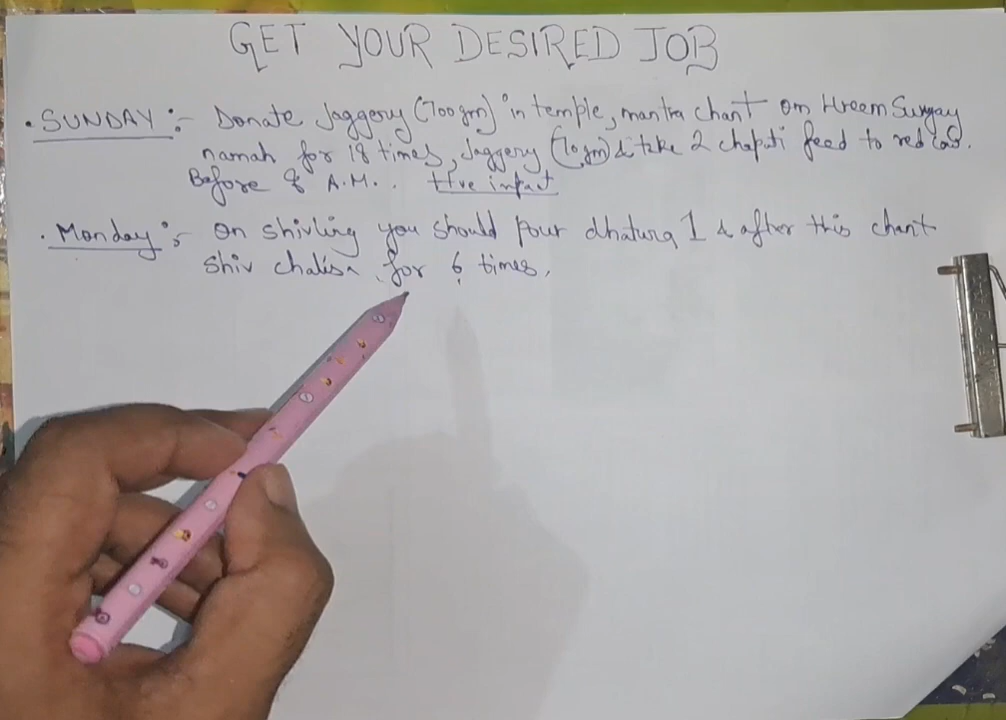 GET YOUR DESIRED JOB
• SUNDAY :- Donate Jaggery (700 gm) in temple, mantra chant om Hreem Suryay
namah for 18 times, Jaggery (70 gm) & take 2 chapati feed to red cow.
Before 8 A.M. +ive impact
• Monday :- On shivling you should pour dhatura 1 & after this chant
Shiv chalisa for 6 times,